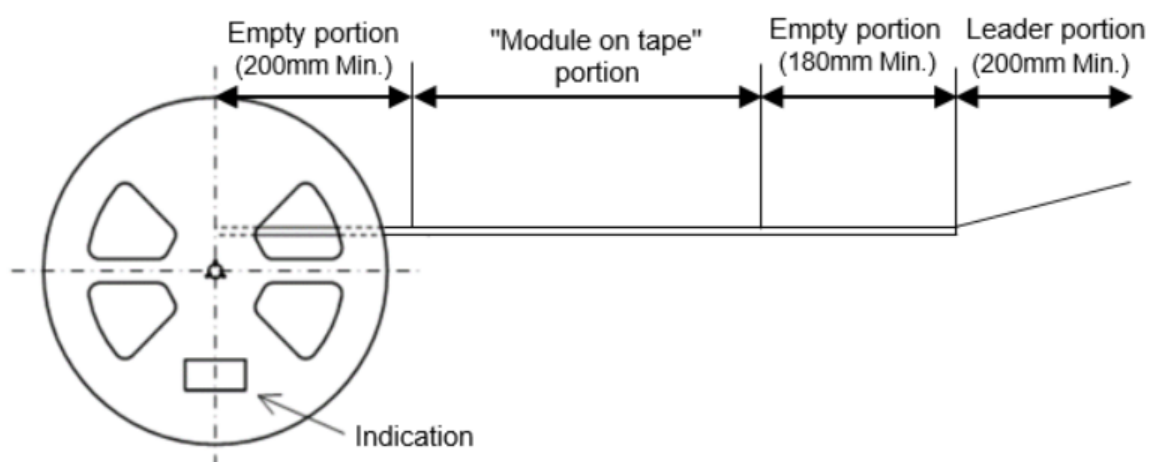 Empty portion
(200mm Min.)
"Module on tape"
portion
Empty portion
(180mm Min.)
Leader portion
(200mm Min.)
Indication